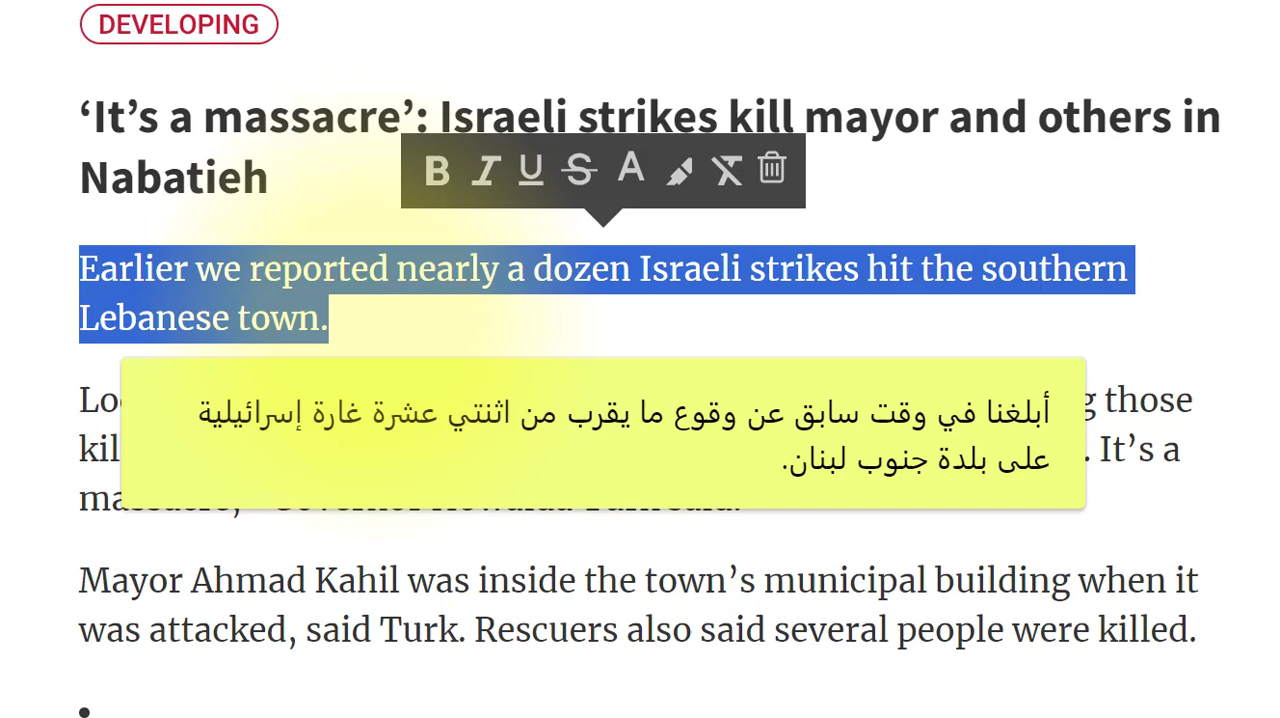 DEVELOPING
‘It’s a massacre’: Israeli strikes kill mayor and others in
Nabatieh
B I U S A
Earlier we reported nearly a dozen Israeli strikes hit the southern
Lebanese town.
أبلغنا في وقت سابق عن وقوع ما يقرب من اثنتي عشرة غارة إسرائيلية
على بلدة جنوب لبنان.
those
It’s a
said.
Mayor Ahmad Kahil was inside the town’s municipal building when it
was attacked, said Turk. Rescuers also said several people were killed.